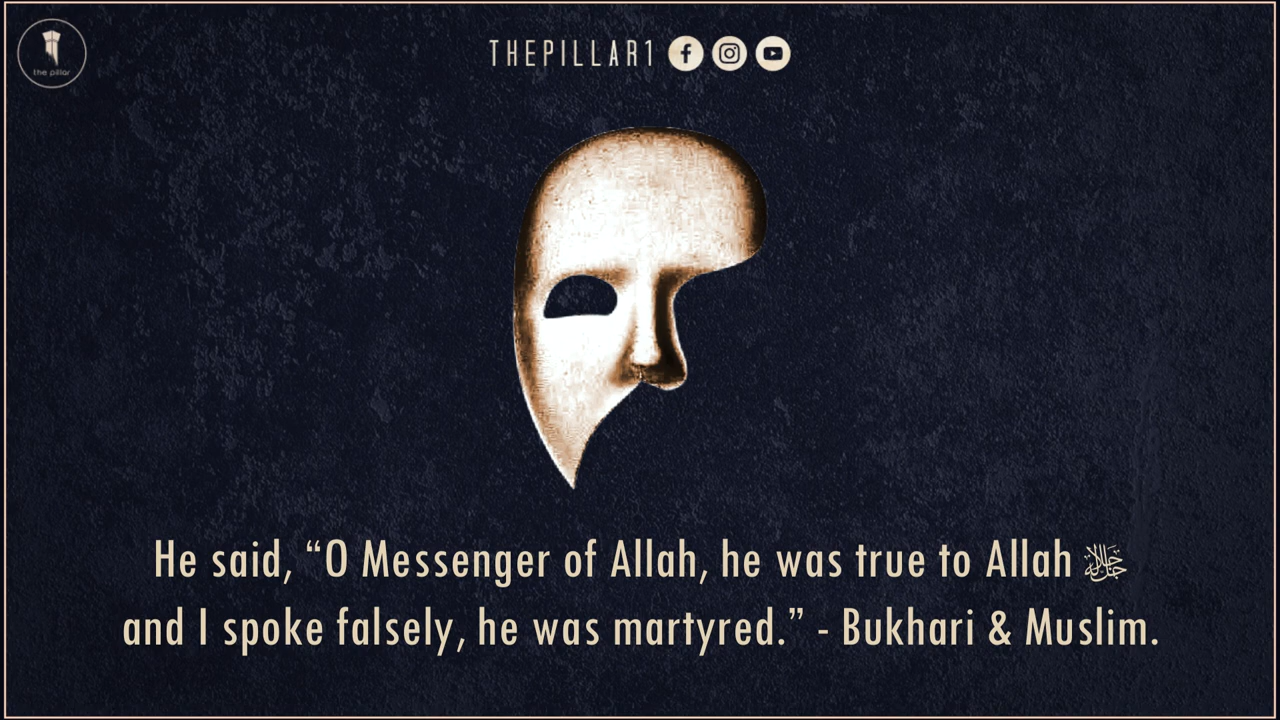 the pillar
THEPILLAR1
He said, “O Messenger of Allah, he was true to Allah ﷻ
and I spoke falsely, he was martyred.” - Bukhari & Muslim.